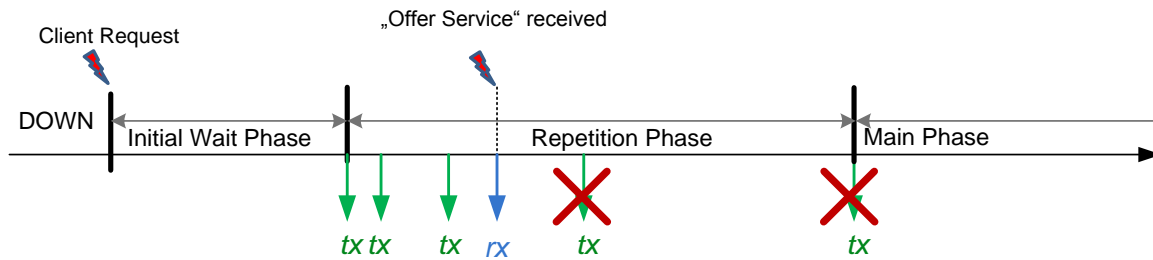 „Offer Service“ received
Client Request
DOWN
Initial Wait Phase
Repetition Phase
Main Phase
tx
tx
tx
rx
tx
tx